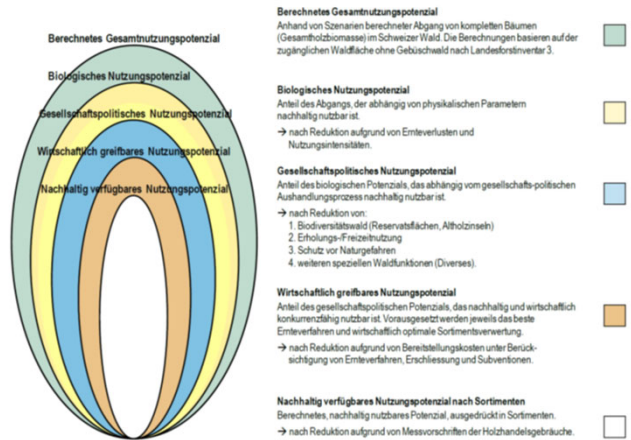 Berechnetes Gesamtnutzungspotenzial
Biologisches Nutzungspotenzial
Gesellschaftspolitisches Nutzungspotenzial
Wirtschaftlich greifbares Nutzungspotenzial
Nachhaltig verfügbares Nutzungspotenzial
Berechnetes Gesamtnutzungspotenzial
Anhand von Szenarien berechneter Abgang von kompletten Bäumen
(Gesamtholzbiomasse) im Schweizer Wald. Die Berechnungen basieren auf der
zugänglichen Waldfläche ohne Gebüschwald nach Landesforstinventar 3.
Biologisches Nutzungspotenzial
Anteil des Abgangs, der abhängig von physikalischen Parametern
nachhaltig nutzbar ist.
→ nach Reduktion aufgrund von Ernteverlusten und
Nutzungsintensitäten.
Gesellschaftspolitisches Nutzungspotenzial
Anteil des biologischen Potenzials, das abhängig vom gesellschafts-politischen
Aushandlungsprozess nachhaltig nutzbar ist.
→ nach Reduktion von:
1. Biodiversitätswald (Reservatsflächen, Altholzinseln)
2. Erholungs-/Freizeitnutzung
3. Schutz vor Naturgefahren
4. weiteren speziellen Waldfunktionen (Diverses).
Wirtschaftlich greifbares Nutzungspotenzial
Anteil des gesellschaftspolitischen Potenzials, das nachhaltig und wirtschaftlich
konkurrenzfähig nutzbar ist. Vorausgesetzt werden jeweils das beste
Ernteverfahren und wirtschaftlich optimale Sortimentsverwertung.
→ nach Reduktion aufgrund von Bereitstellungskosten unter Berück-
sichtigung von Ernteverfahren, Erschliessung und Subventionen.
Nachhaltig verfügbares Nutzungspotenzial nach Sortimenten
Berechnetes, nachhaltig nutzbares Potenzial, ausgedrückt in Sortimenten.
→ nach Reduktion aufgrund von Messvorschriften der Holzhandelsgebräuche.